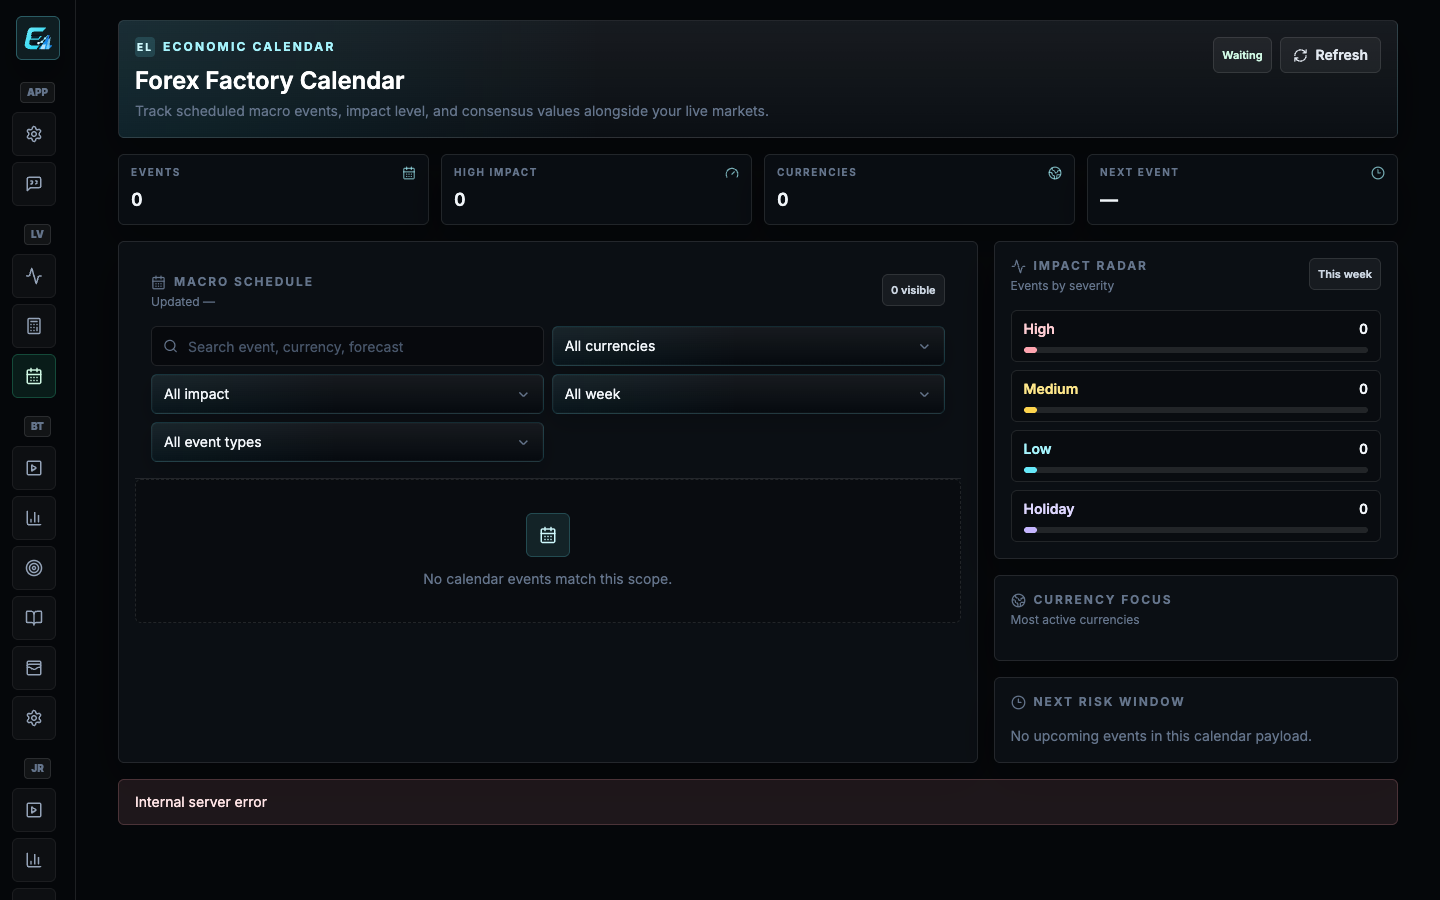 APP
LV
BT
JR
EL ECONOMIC CALENDAR
Forex Factory Calendar
Track scheduled macro events, impact level, and consensus values alongside your live markets.
Waiting
Refresh
EVENTS
0
HIGH IMPACT
0
CURRENCIES
0
NEXT EVENT
—
MACRO SCHEDULE
Updated —
0 visible
Search event, currency, forecast
All currencies
All impact
All week
All event types
No calendar events match this scope.
IMPACT RADAR
Events by severity
This week
High 0
Medium 0
Low 0
Holiday 0
CURRENCY FOCUS
Most active currencies
NEXT RISK WINDOW
No upcoming events in this calendar payload.
Internal server error